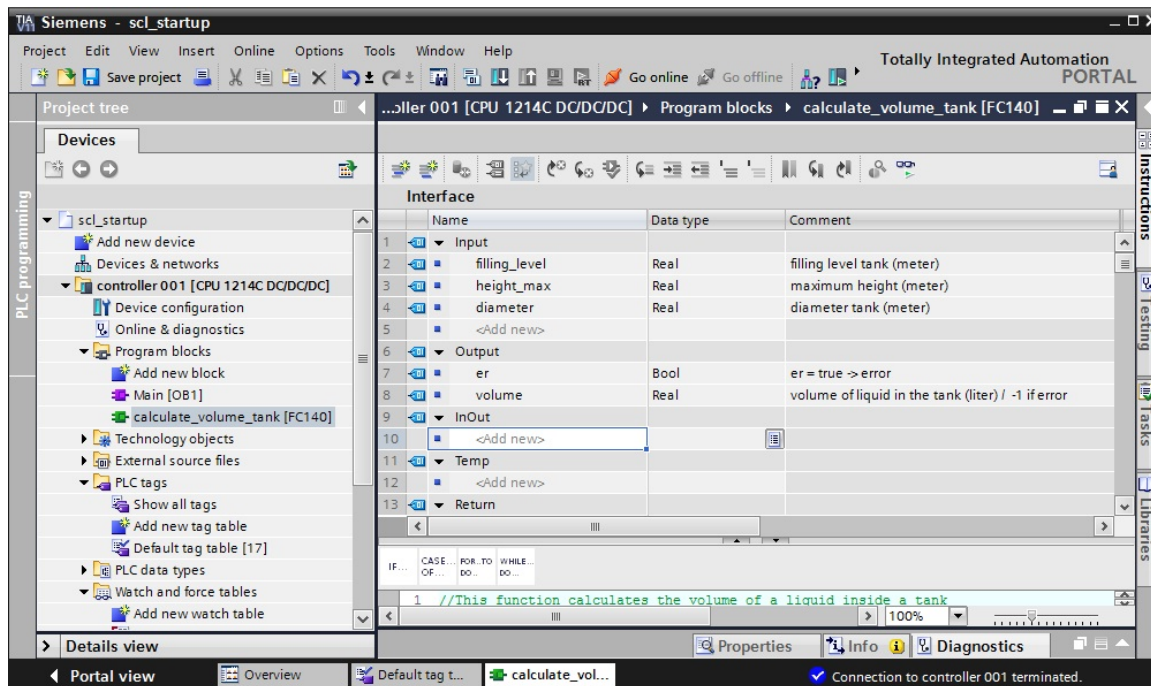 Siemens - scl_startup
Project Edit View Insert Online Options Tools Window Help
Totally Integrated Automation
PORTAL
Save project Go online Go offline
Project tree
...oller 001 [CPU 1214C DC/DC/DC] Program blocks calculate_volume_tank [FC140]
Devices
PLC programming
scl_startup
Add new device
Devices & networks
controller 001 [CPU 1214C DC/DC/DC]
Device configuration
Online & diagnostics
Program blocks
Add new block
Main [OB1]
calculate_volume_tank [FC140]
Technology objects
External source files
PLC tags
Show all tags
Add new tag table
Default tag table [17]
PLC data types
Watch and force tables
Add new watch table
Details view
Interface
Name Data type Comment
1 Input
2 filling_level Real filling level tank (meter)
3 height_max Real maximum height (meter)
4 diameter Real diameter tank (meter)
5 <Add new>
6 Output
7 er Bool er = true -> error
8 volume Real volume of liquid in the tank (liter) / -1 if error
9 InOut
10 <Add new>
11 Temp
12 <Add new>
13 Return
IF... CASE... OF... FOR..TO DO.. WHILE... DO...
1 //This function calculates the volume of a liquid inside a tank
100%
Properties Info Diagnostics
Instructions
Testing
Tasks
Libraries
Portal view Overview Default tag t... calculate_vol... Connection to controller 001 terminated.